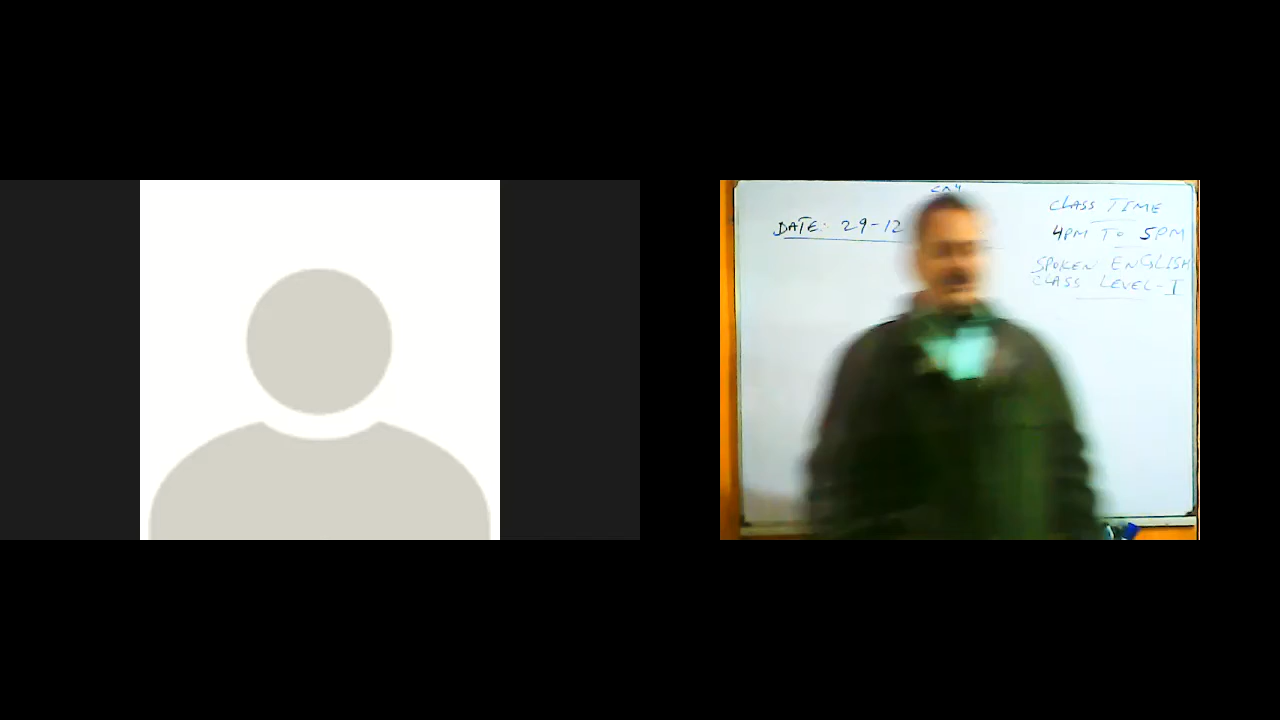 DATE: 29-12
CLASS TIME
4PM TO 5PM
SPOKEN ENGLISH
CLASS LEVEL-I